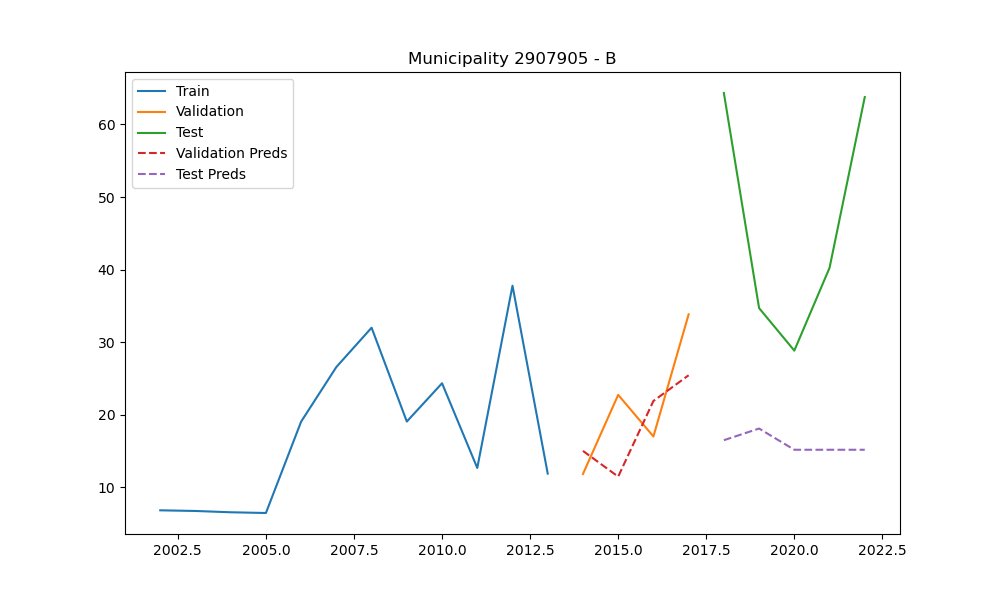 Municipality 2907905 - B
Train
Validation
Test
Validation Preds
Test Preds
60
50
40
30
20
10
2002.5 2005.0 2007.5 2010.0 2012.5 2015.0 2017.5 2020.0 2022.5